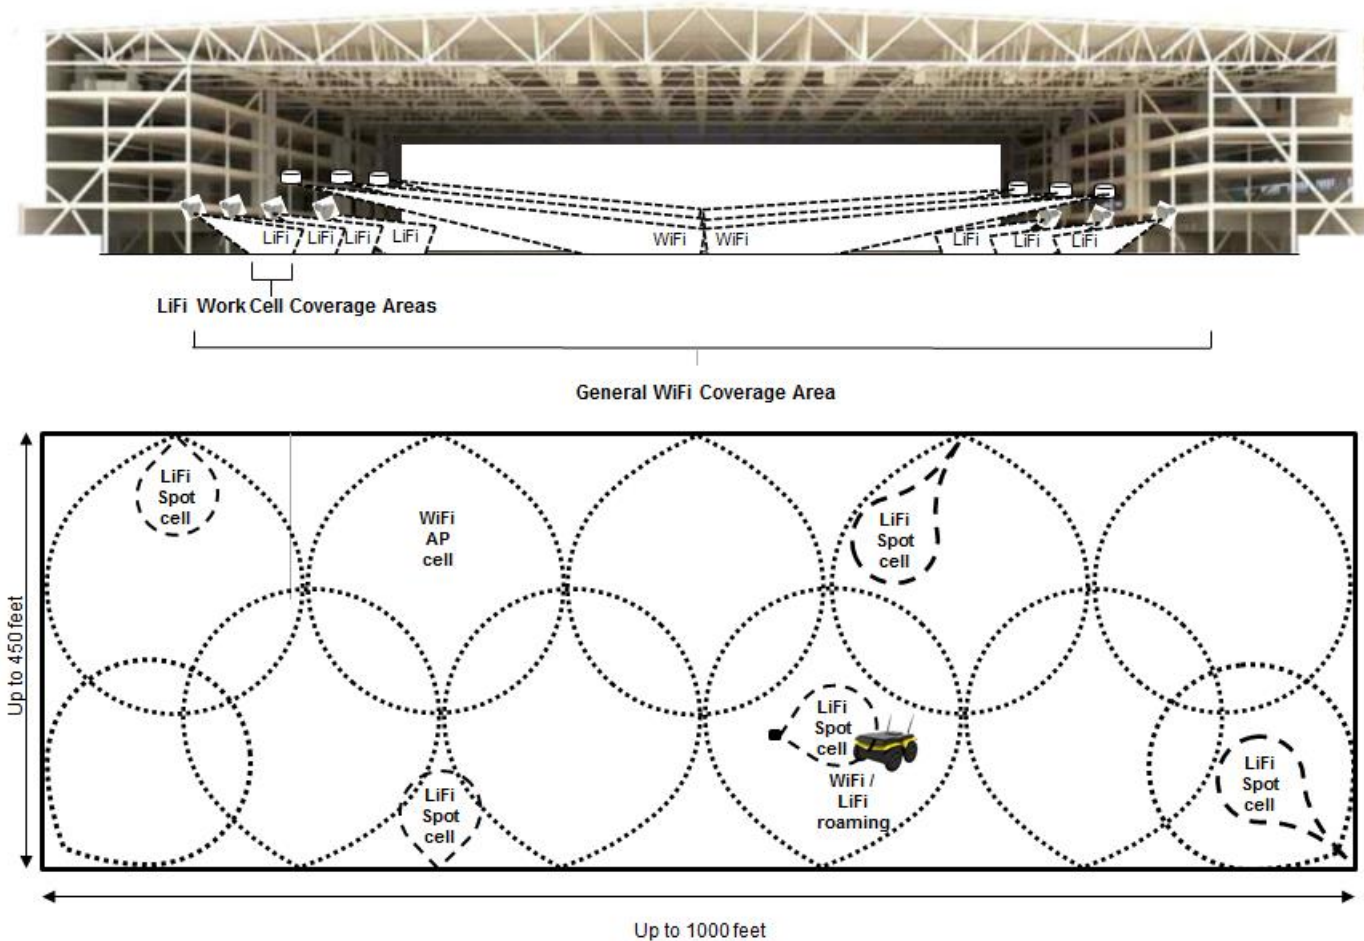 LiFi LiFi LiFi LiFi WiFi WiFi LiFi LiFi LiFi
LiFi Work Cell Coverage Areas
General WiFi Coverage Area
LiFi
Spot
cell
WiFi
AP
cell
LiFi
Spot
cell
Up to 450 feet
LiFi
Spot
cell
WiFi /
LiFi
roaming
LiFi
Spot
cell
LiFi
Spot
cell
Up to 1000 feet